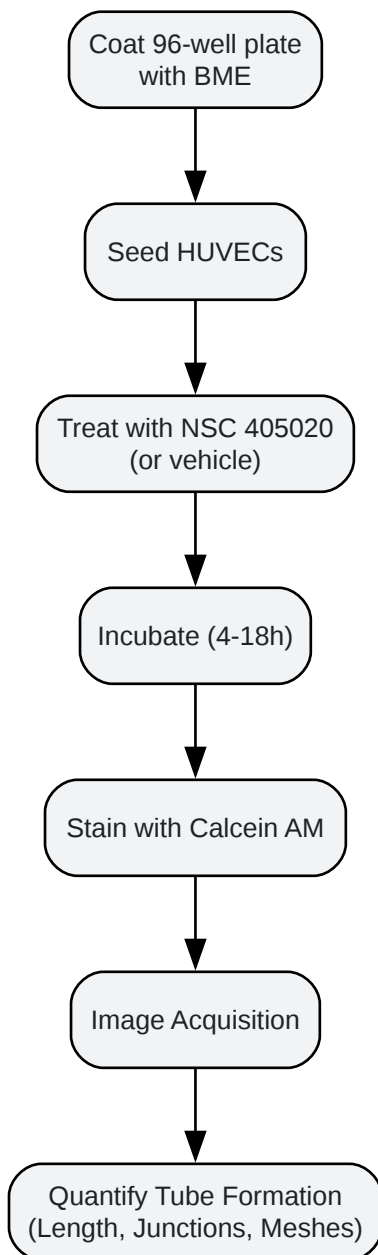 Coat 96-well plate
with BME
Seed HUVECs
Treat with NSC 405020
(or vehicle)
Incubate (4-18h)
Stain with Calcein AM
Image Acquisition
Quantify Tube Formation
(Length, Junctions, Meshes)